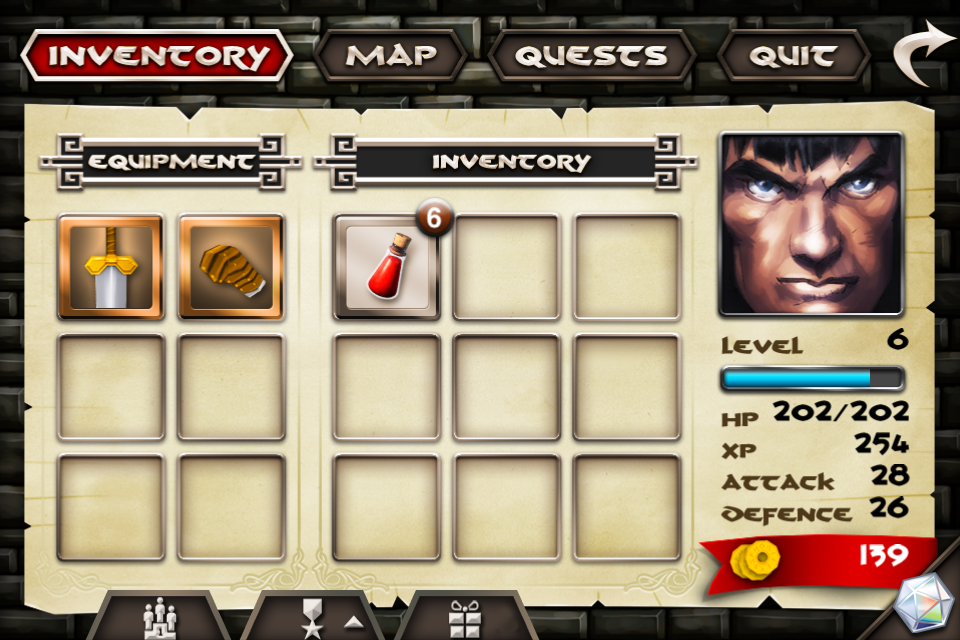 INVENTORY MAP QUESTS QUIT
EQUIPMENT INVENTORY
6
LEVEL 6
HP 202/202
XP 254
ATTACK 28
DEFENCE 26
139